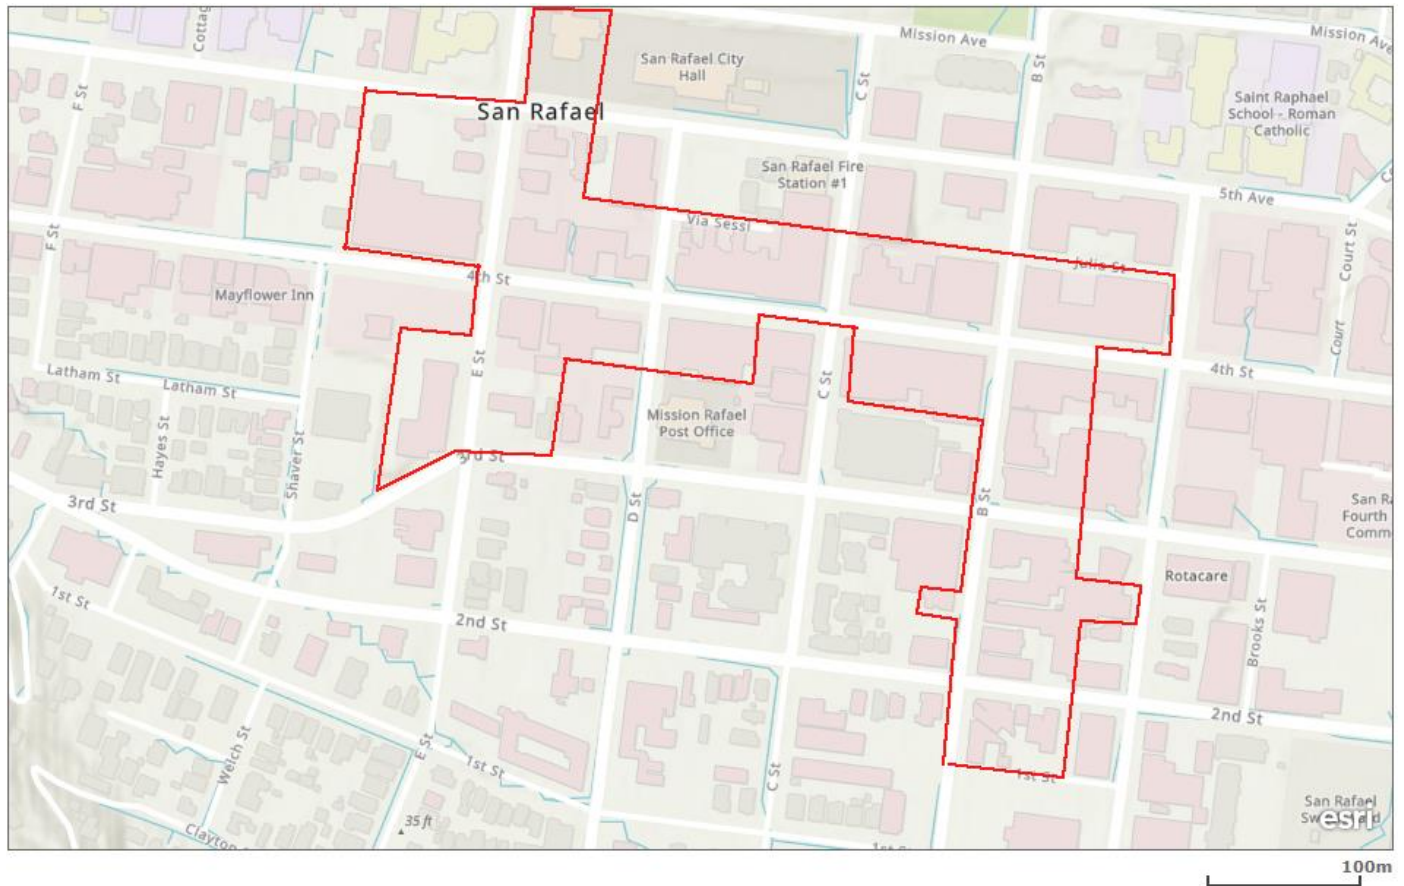 Cottag
Mission Ave
Mission Ave
San Rafael City
Hall
C St
B St
F St
San Rafael
Saint Raphael
School - Roman
Catholic
San Rafael Fire
Station #1
5th Ave
Via Sessi
Court St
F St
4th St
Julia St
Mayflower Inn
Court
Latham St
Latham St
E St
C St
4th St
Mission Rafael
Post Office
Hayes St
Shaver St
3rd St
3rd St
D St
B St
San Ra
Fourth
Comm
Rotacare
1st St
2nd St
Brooks St
2nd St
Welch St
E St
1st St
C St
1st St
35 ft
San Rafael
esri
Clayton
100m